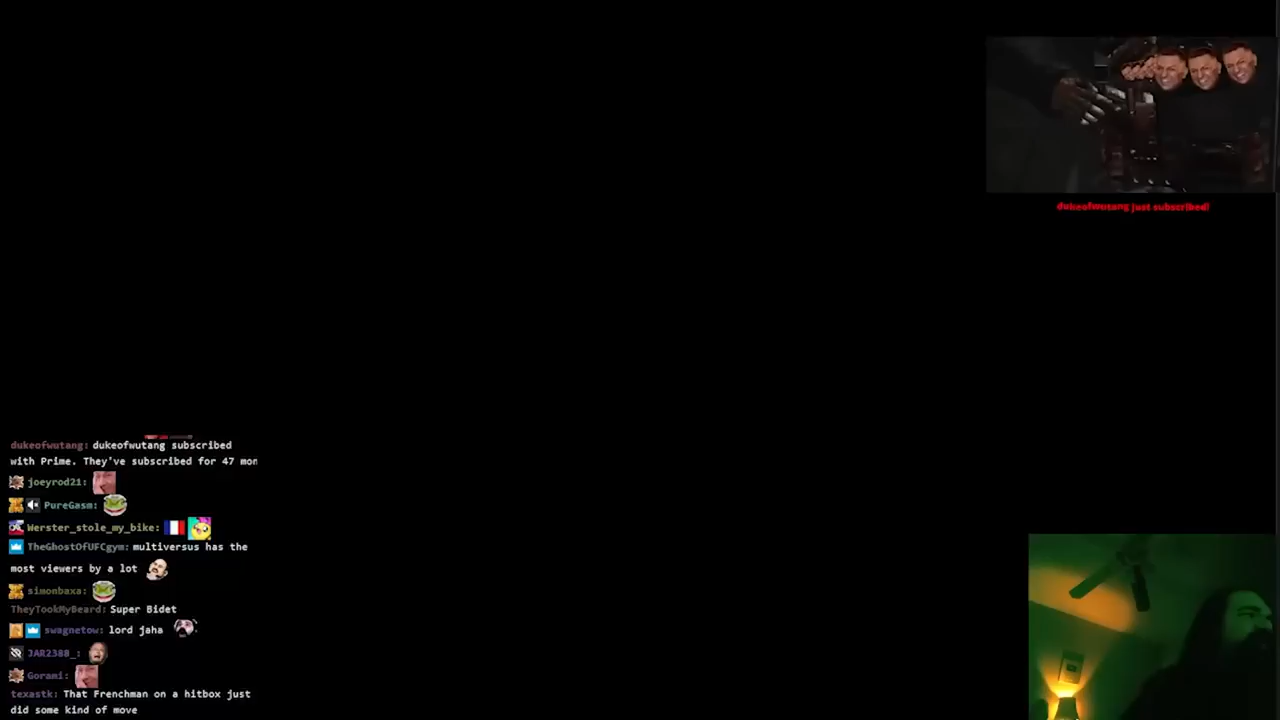 dukeofwutang just subscribed!
dukeofwutang: dukeofwutang subscribed
with Prime. They've subscribed for 47 mon
joeyrod21:
PureGasm:
Werster_stole_my_bike:
TheGhostOfUFCgym: multiversus has the
most viewers by a lot
simonbaxa:
TheyTookMyBeard: Super Bidet
swagnetow: lord jaha
JAR2388_:
Gorami:
texastk: That Frenchman on a hitbox just
did some kind of move